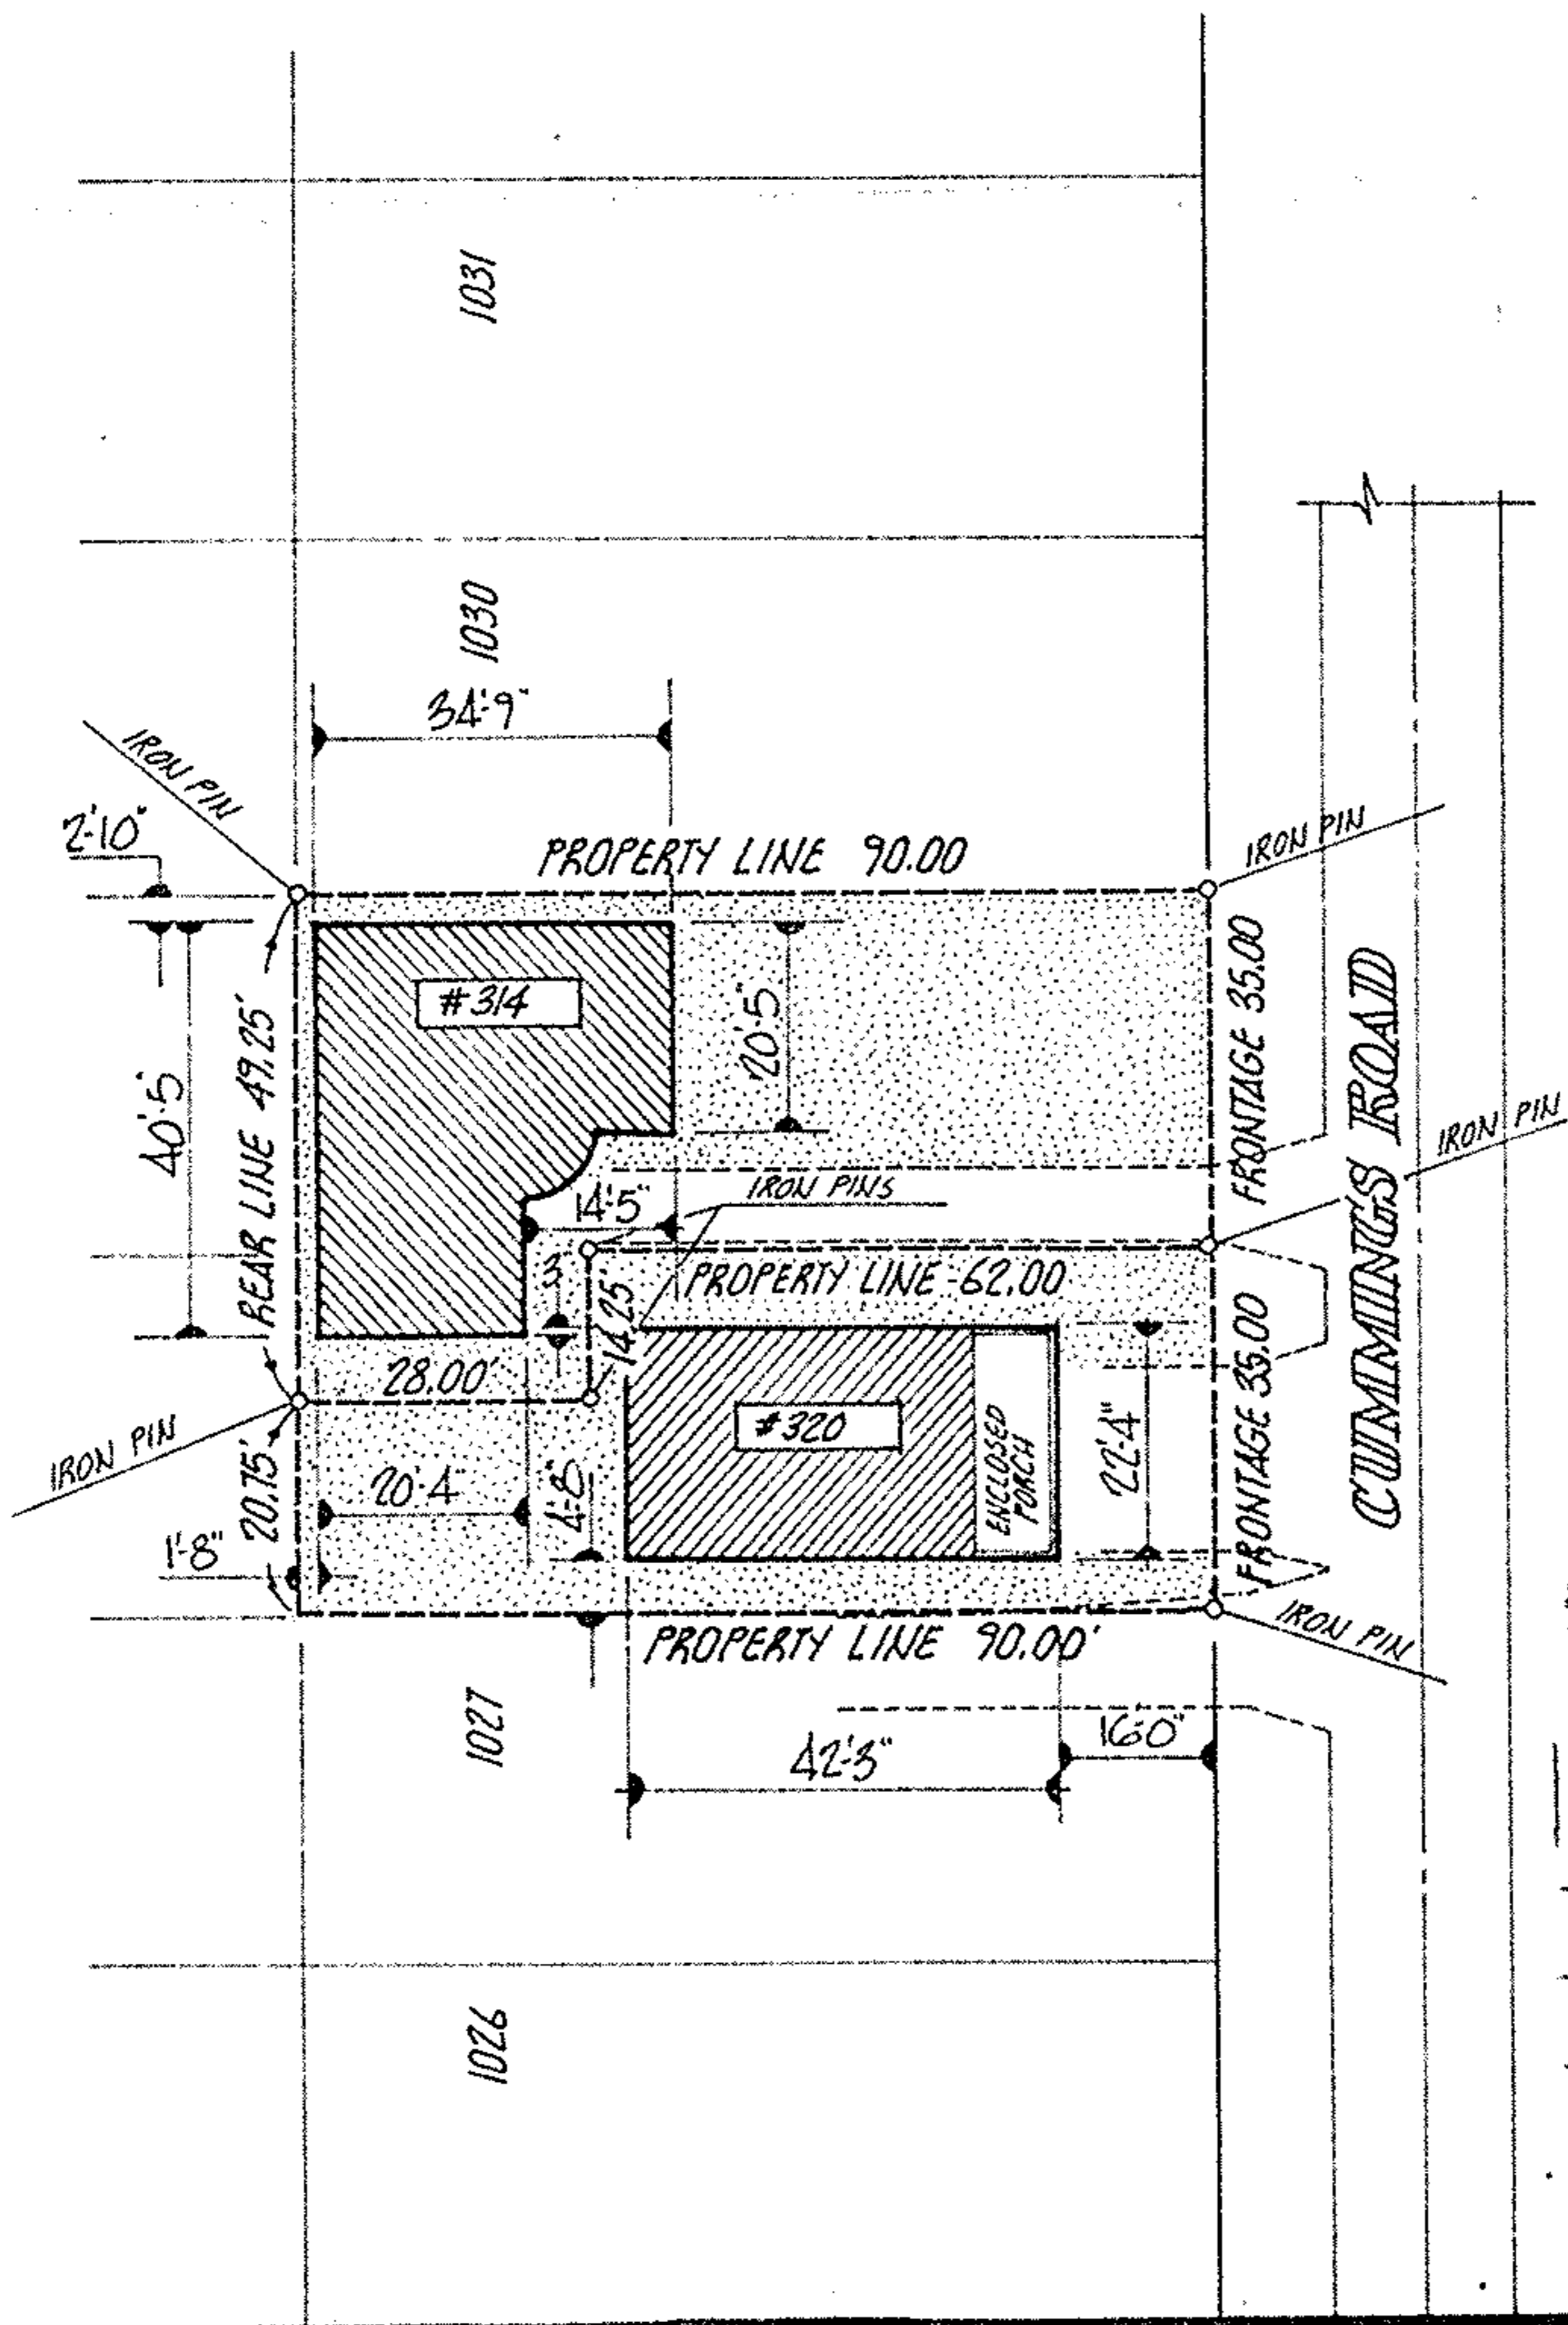 1031
1030
34'-9"
IRON PIN
2'-10"
PROPERTY LINE 90.00
IRON PIN
#314
20'-5"
FRONTAGE 35.00
40'-5"
REAR LINE 49.25'
CUMMINGS ROAD
IRON PIN
IRON PINS
14'-5"
3"
PROPERTY LINE 62.00
14.25'
28.00'
#320
ENCLOSED
PORCH
22'-4"
FRONTAGE 35.00
IRON PIN
20.75'
20'-4"
4'-8"
1'-8"
IRON PIN
PROPERTY LINE 90.00'
1027
16'-0"
42'-3"
1026